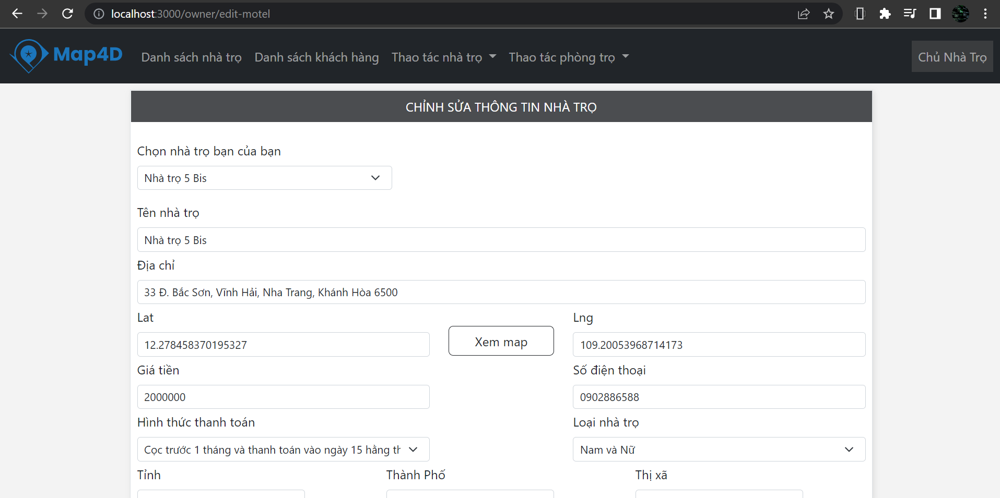 localhost:3000/owner/edit-motel
Map4D Danh sách nhà trọ Danh sách khách hàng Thao tác nhà trọ Thao tác phòng trọ Chủ Nhà Trọ
CHỈNH SỬA THÔNG TIN NHÀ TRỌ
Chọn nhà trọ bạn của bạn
Nhà trọ 5 Bis
Tên nhà trọ
Nhà trọ 5 Bis
Địa chỉ
33 Đ. Bắc Sơn, Vĩnh Hải, Nha Trang, Khánh Hòa 6500
Lat Lng
12.278458370195327 Xem map 109.20053968714173
Giá tiền Số điện thoại
2000000 0902886588
Hình thức thanh toán Loại nhà trọ
Cọc trước 1 tháng và thanh toán vào ngày 15 hằng th Nam và Nữ
Tỉnh Thành Phố Thị xã